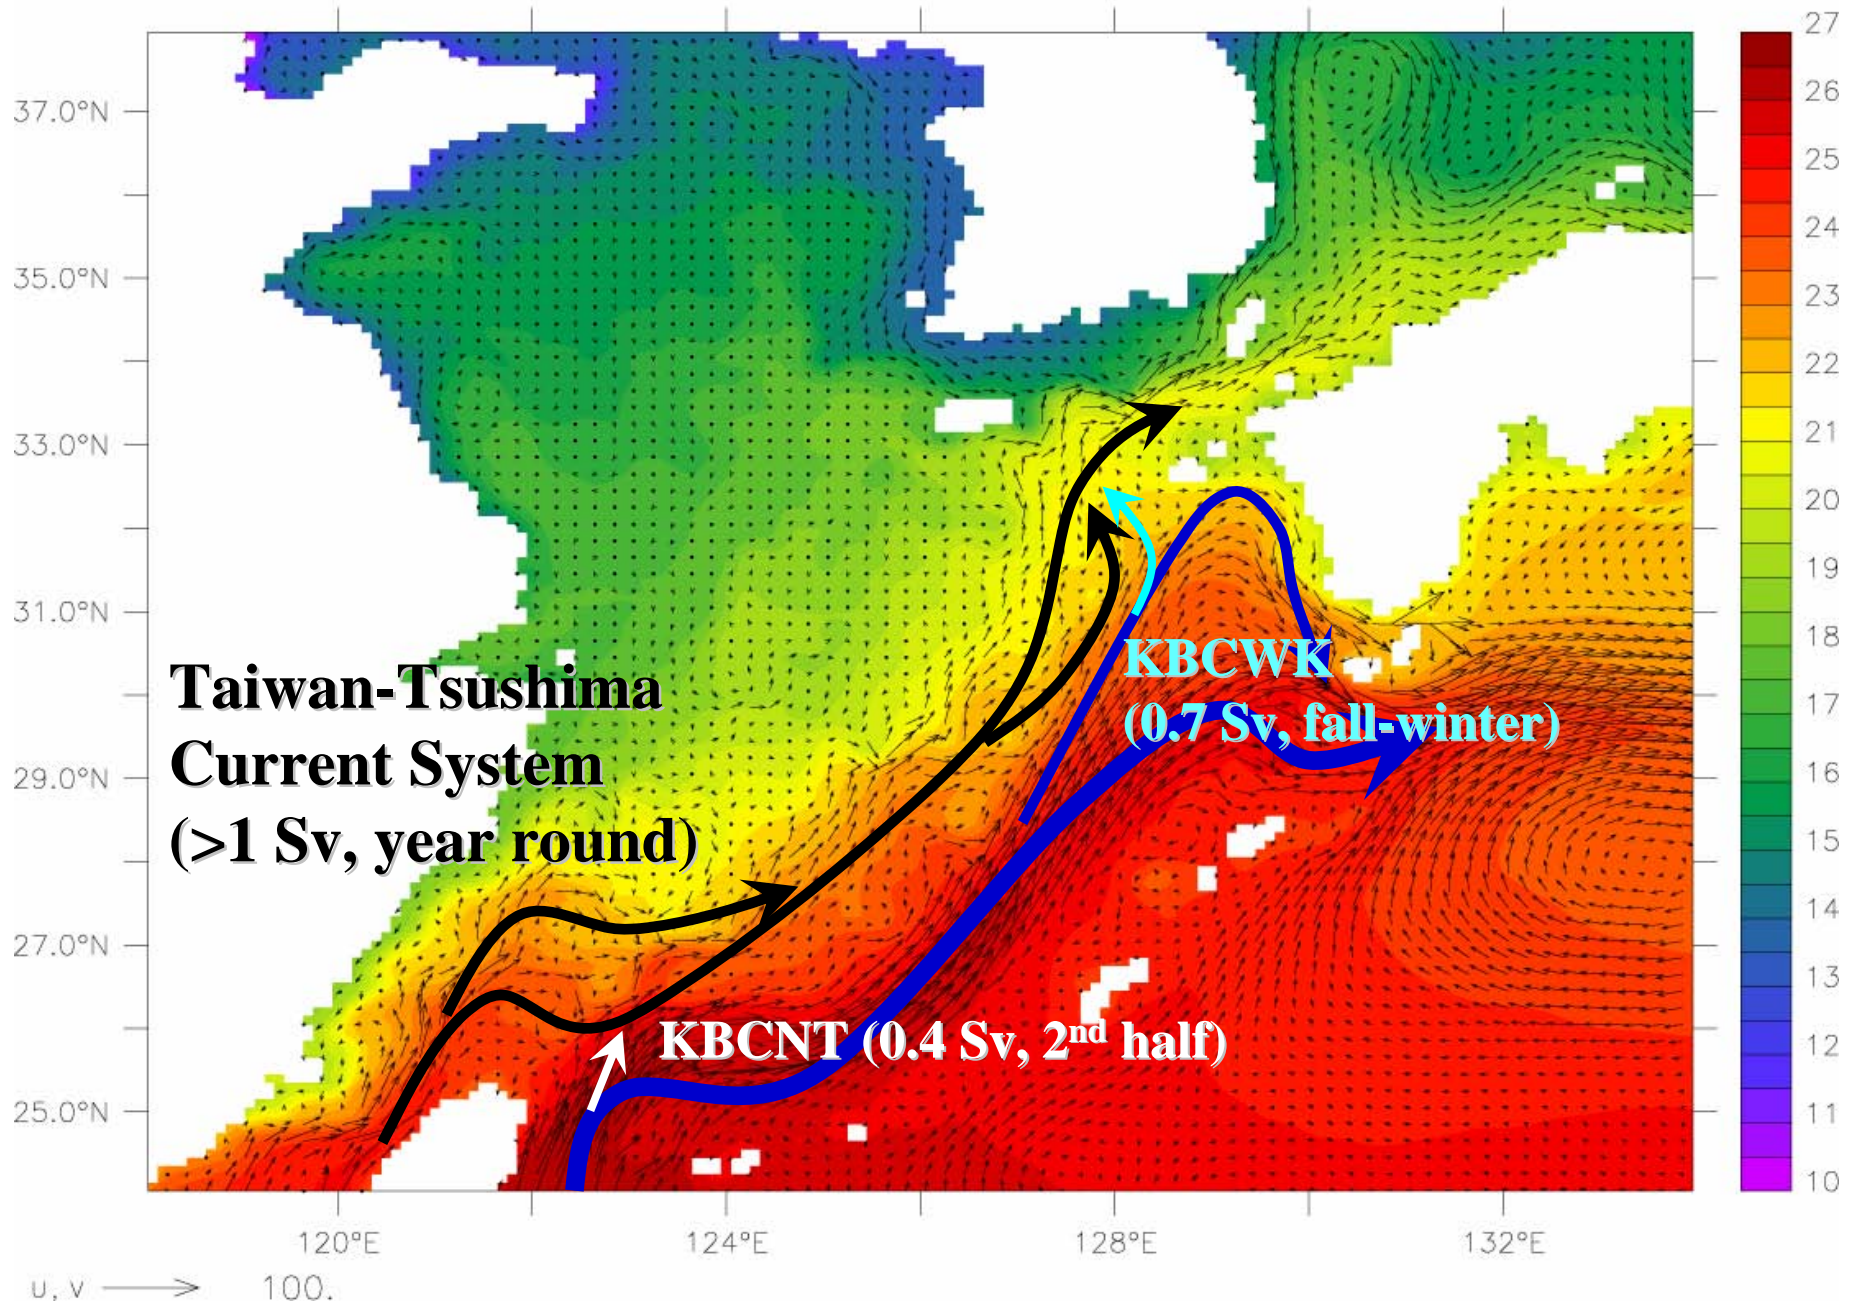 27
26
25
24
23
22
21
20
19
18
17
16
15
14
13
12
11
10
37.0°N
35.0°N
33.0°N
31.0°N
29.0°N
27.0°N
25.0°N
Taiwan-Tsushima
Current System
(>1 Sv, year round)
KBCWK
(0.7 Sv, fall-winter)
KBCNT (0.4 Sv, 2nd half)
120°E 124°E 128°E 132°E
U, V 100.